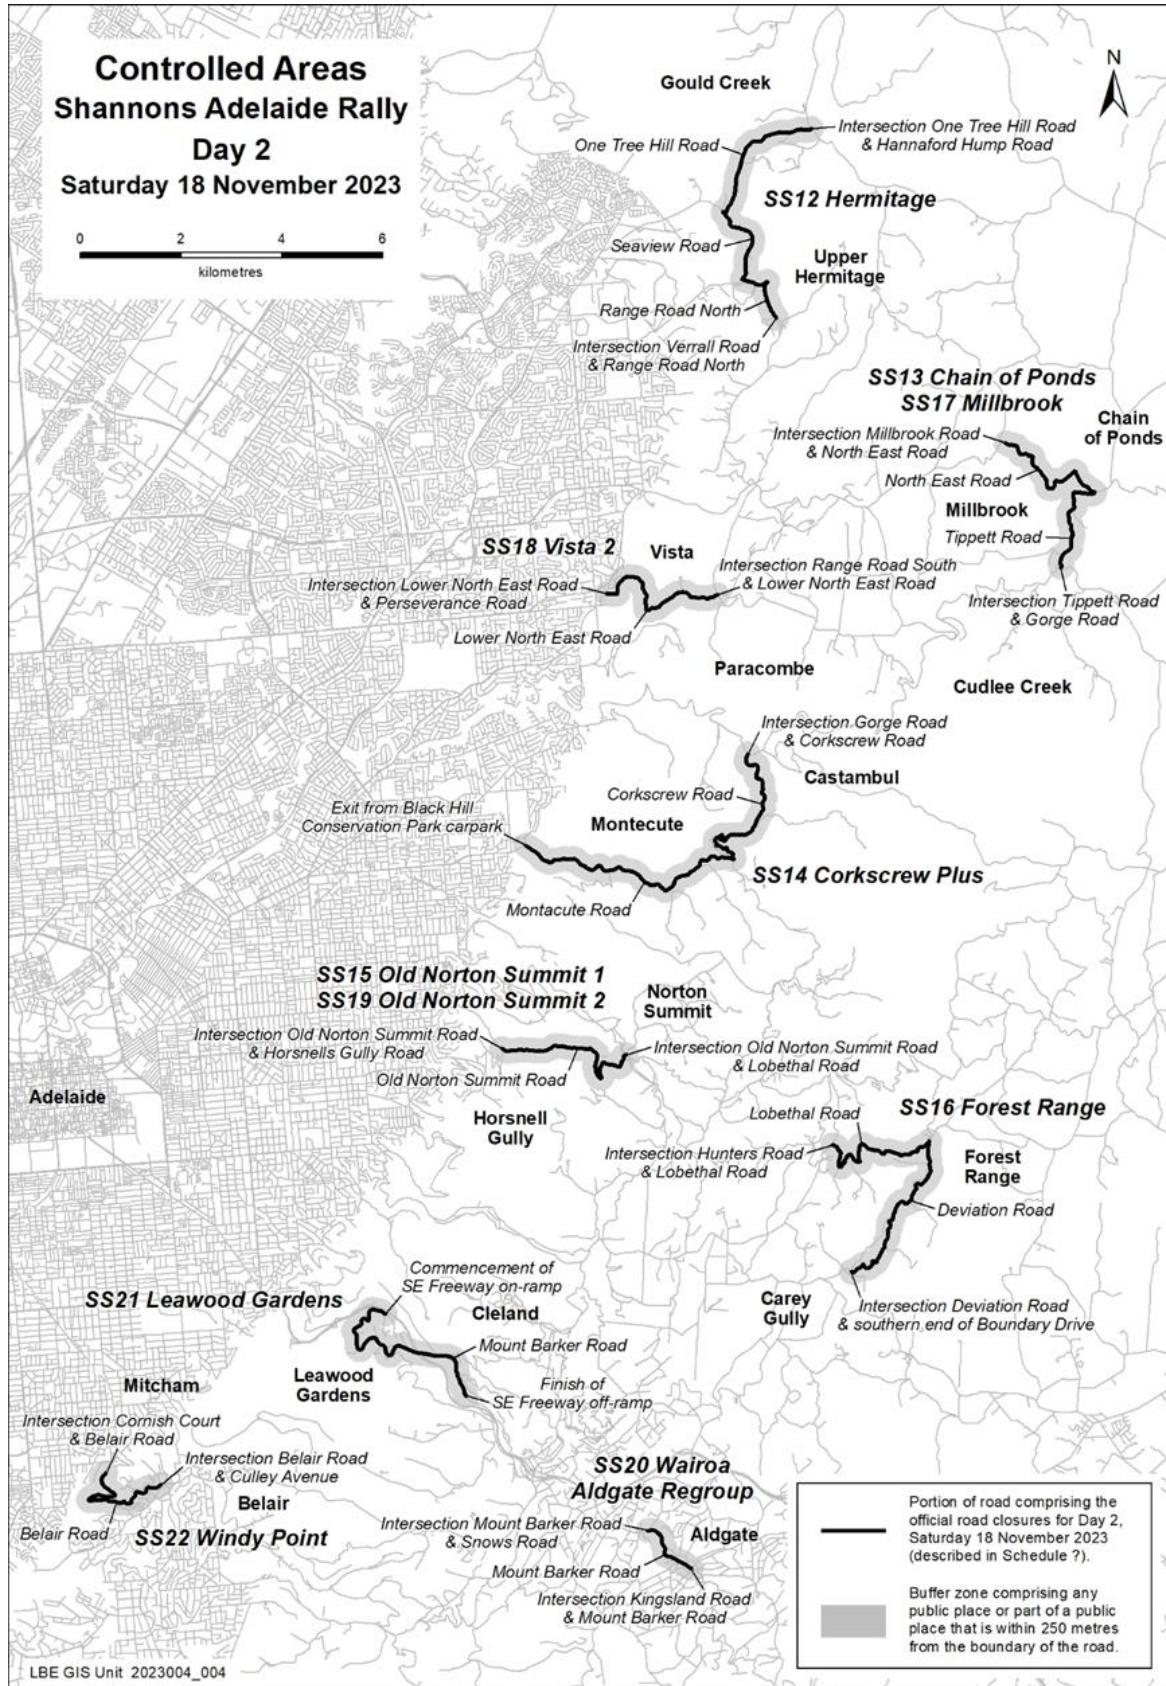 Controlled Areas
Shannons Adelaide Rally
Day 2
Saturday 18 November 2023
0 2 4 6
kilometres
N
Gould Creek
One Tree Hill Road
Intersection One Tree Hill Road
& Hannaford Hump Road
SS12 Hermitage
Seaview Road
Upper
Hermitage
Range Road North
Intersection Verrall Road
& Range Road North
SS13 Chain of Ponds
SS17 Millbrook
Chain
of Ponds
Intersection Millbrook Road
& North East Road
North East Road
Millbrook
Tippett Road
Intersection Tippett Road
& Gorge Road
SS18 Vista 2
Vista
Intersection Lower North East Road
& Perseverance Road
Intersection Range Road South
& Lower North East Road
Lower North East Road
Paracombe
Cudlee Creek
Intersection Gorge Road
& Corkscrew Road
Castambul
Corkscrew Road
Exit from Black Hill
Conservation Park carpark
Montecute
SS14 Corkscrew Plus
Montacute Road
SS15 Old Norton Summit 1
SS19 Old Norton Summit 2
Norton
Summit
Intersection Old Norton Summit Road
& Horsnells Gully Road
Intersection Old Norton Summit Road
& Lobethal Road
Old Norton Summit Road
Adelaide
Horsnell
Gully
SS16 Forest Range
Lobethal Road
Intersection Hunters Road
& Lobethal Road
Forest
Range
Deviation Road
Carey
Gully
Intersection Deviation Road
& southern end of Boundary Drive
Commencement of
SE Freeway on-ramp
SS21 Leawood Gardens
Cleland
Mount Barker Road
Leawood
Gardens
Finish of
SE Freeway off-ramp
Mitcham
Intersection Cornish Court
& Belair Road
Intersection Belair Road
& Culley Avenue
Belair
Belair Road
SS22 Windy Point
SS20 Wairoa
Aldgate Regroup
Intersection Mount Barker Road
& Snows Road
Aldgate
Mount Barker Road
Intersection Kingsland Road
& Mount Barker Road
Portion of road comprising the
official road closures for Day 2,
Saturday 18 November 2023
(described in Schedule ?).
Buffer zone comprising any
public place or part of a public
place that is within 250 metres
from the boundary of the road.
LBE GIS Unit 2023004_004